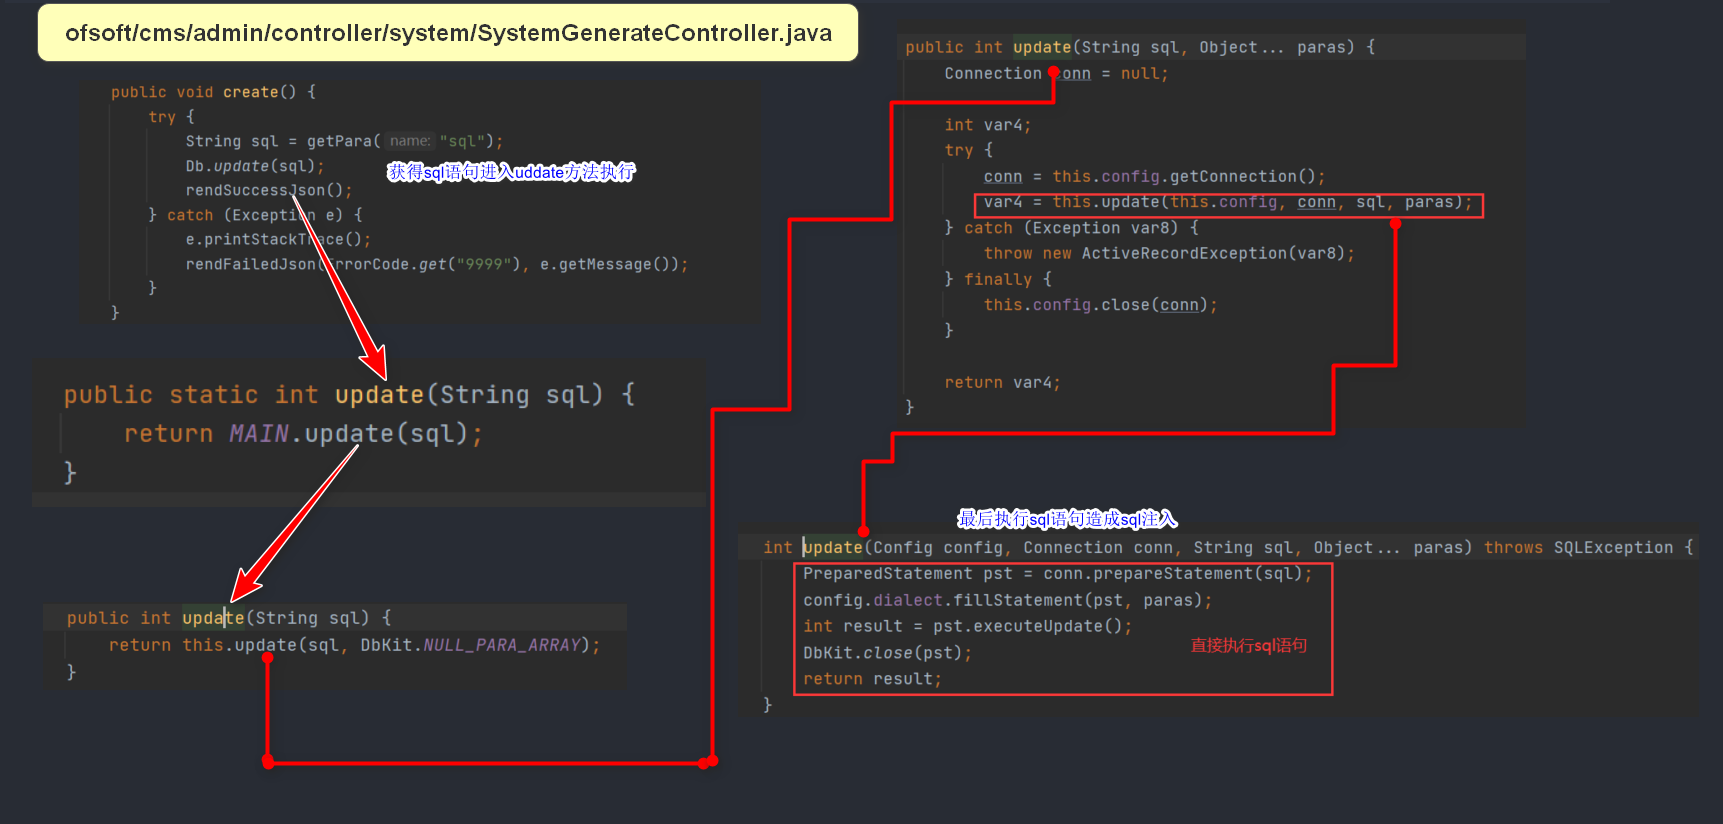 ofsoft/cms/admin/controller/system/SystemGenerateController.java
public void create() {
try {
String sql = getPara( name: "sql");
Db.update(sql);
获得sql语句进入uddate方法执行
rendSuccessJson();
} catch (Exception e) {
e.printStackTrace();
rendFailedJson(ErrorCode.get("9999"), e.getMessage());
}
}
public static int update(String sql) {
return MAIN.update(sql);
}
public int update(String sql) {
return this.update(sql, DbKit.NULL_PARA_ARRAY);
}
public int update(String sql, Object... paras) {
Connection conn = null;
int var4;
try {
conn = this.config.getConnection();
var4 = this.update(this.config, conn, sql, paras);
} catch (Exception var8) {
throw new ActiveRecordException(var8);
} finally {
this.config.close(conn);
}
return var4;
}
最后执行sql语句造成sql注入
int update(Config config, Connection conn, String sql, Object... paras) throws SQLException {
PreparedStatement pst = conn.prepareStatement(sql);
config.dialect.fillStatement(pst, paras);
int result = pst.executeUpdate();
直接执行sql语句
DbKit.close(pst);
return result;
}